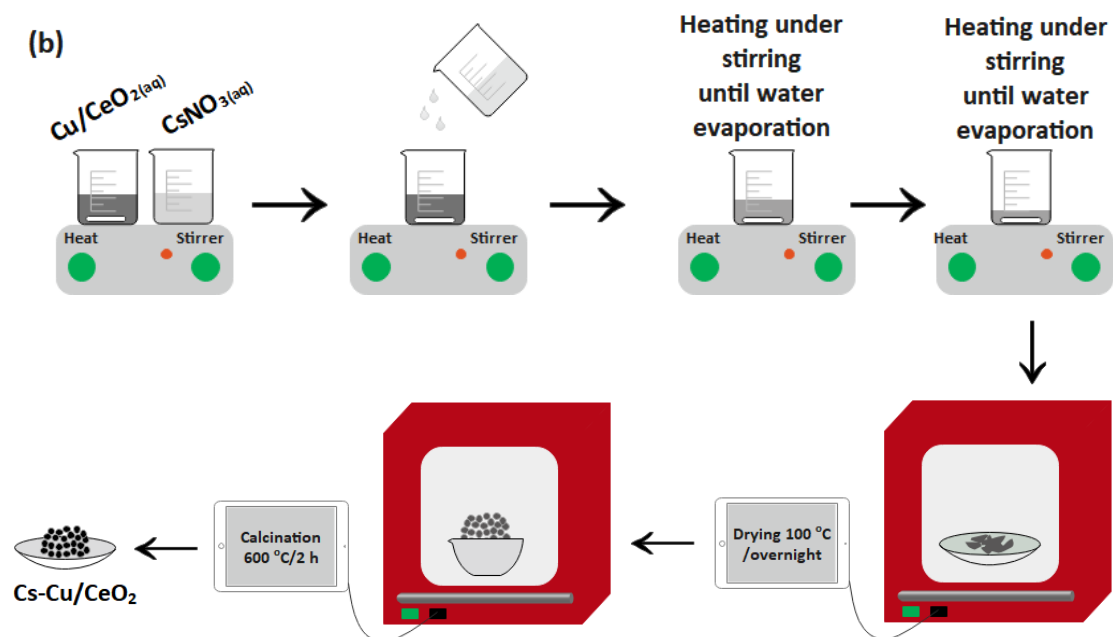 (b)
Cu/CeO₂(aq)
CsNO₃(aq)
Heating under
stirring
until water
evaporation
Heating under
stirring
until water
evaporation
Heat Stirrer
Heat Stirrer
Heat Stirrer
Heat Stirrer
Calcination
600 °C/2 h
Drying 100 °C
/overnight
Cs-Cu/CeO₂